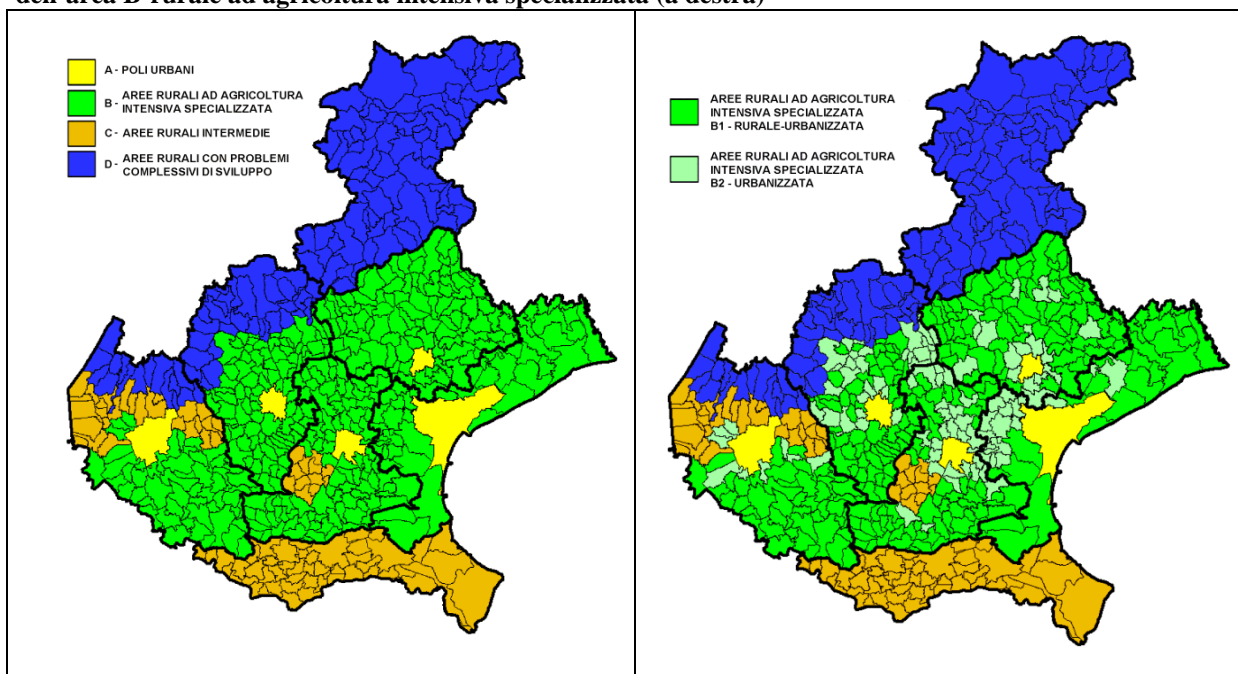 dell'area B rurale ad agricoltura intensiva specializzata (a destra)
A - POLI URBANI
B - AREE RURALI AD AGRICOLTURA
INTENSIVA SPECIALIZZATA
C - AREE RURALI INTERMEDIE
D - AREE RURALI CON PROBLEMI
COMPLESSIVI DI SVILUPPO
AREE RURALI AD AGRICOLTURA
INTENSIVA SPECIALIZZATA
B1 - RURALE-URBANIZZATA
AREE RURALI AD AGRICOLTURA
INTENSIVA SPECIALIZZATA
B2 - URBANIZZATA